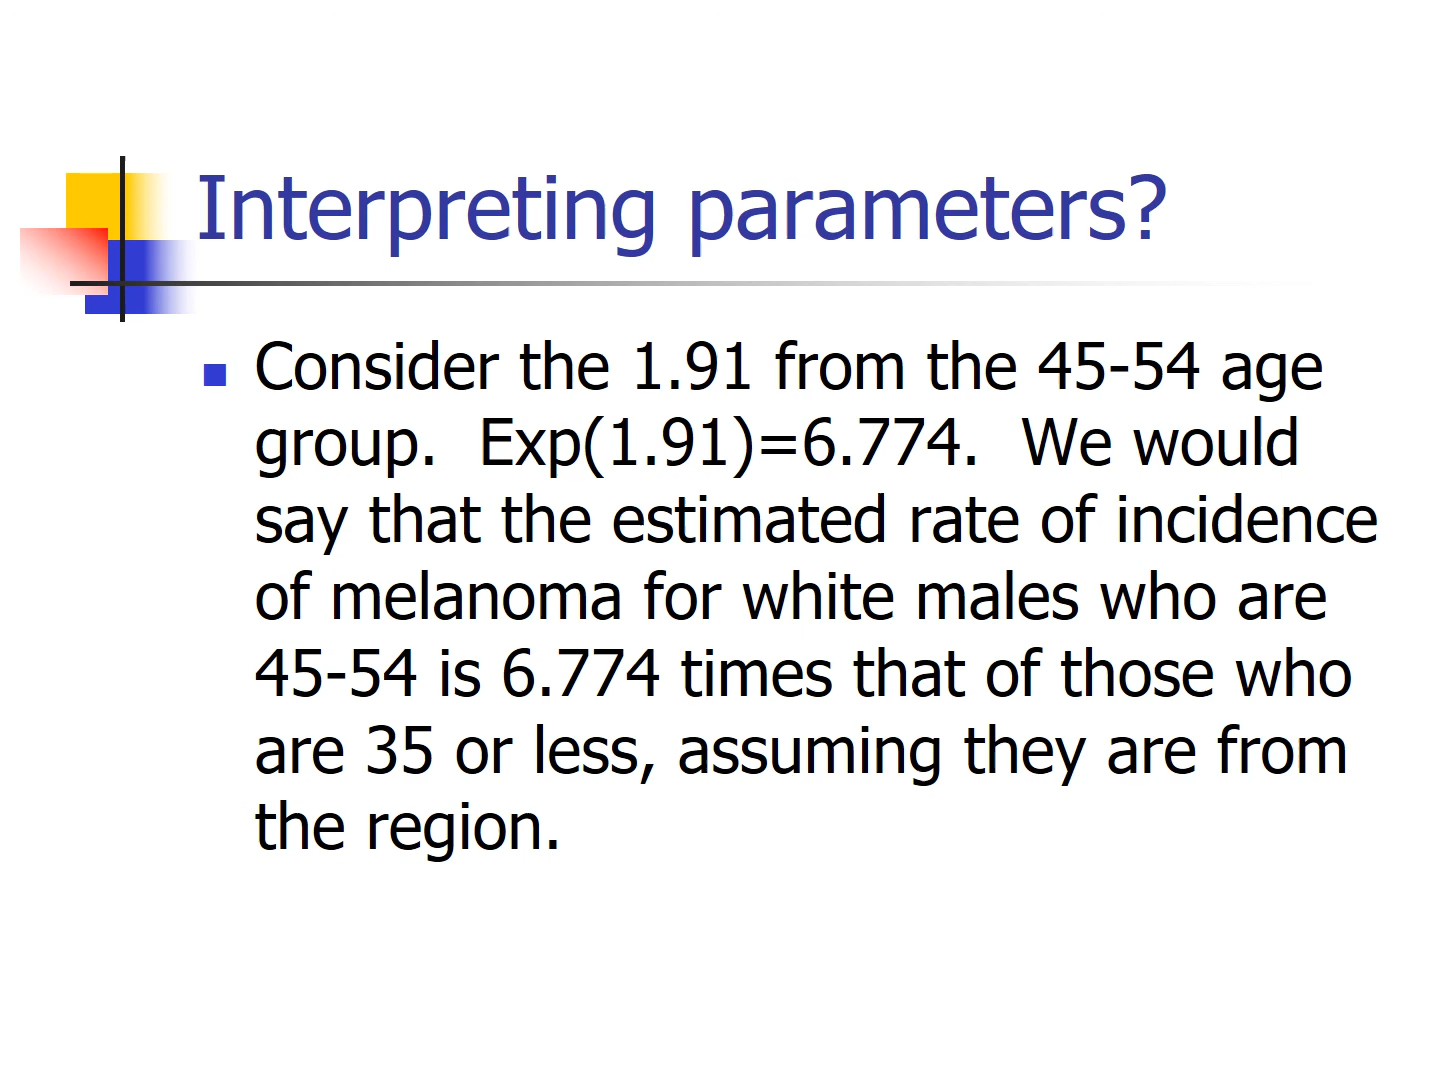 Interpreting parameters?
Consider the 1.91 from the 45-54 age
group.  Exp(1.91)=6.774.  We would
say that the estimated rate of incidence
of melanoma for white males who are
45-54 is 6.774 times that of those who
are 35 or less, assuming they are from
the region.